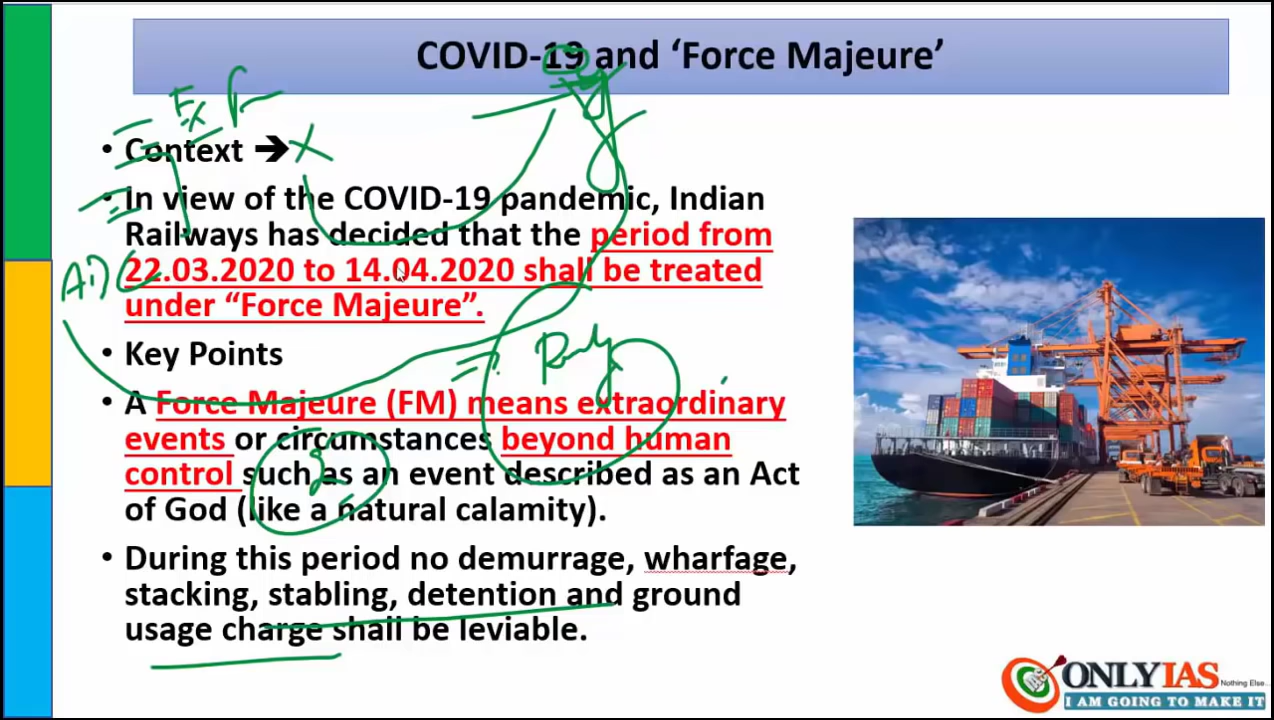 COVID-19 and ‘Force Majeure’
• Context ➔
• In view of the COVID-19 pandemic, Indian
Railways has decided that the period from
22.03.2020 to 14.04.2020 shall be treated
under “Force Majeure”.
• Key Points
• A Force Majeure (FM) means extraordinary
events or circumstances beyond human
control such as an event described as an Act
of God (like a natural calamity).
• During this period no demurrage, wharfage,
stacking, stabling, detention and ground
usage charge shall be leviable.
ONLYIAS
Nothing Else..
I AM GOING TO MAKE IT